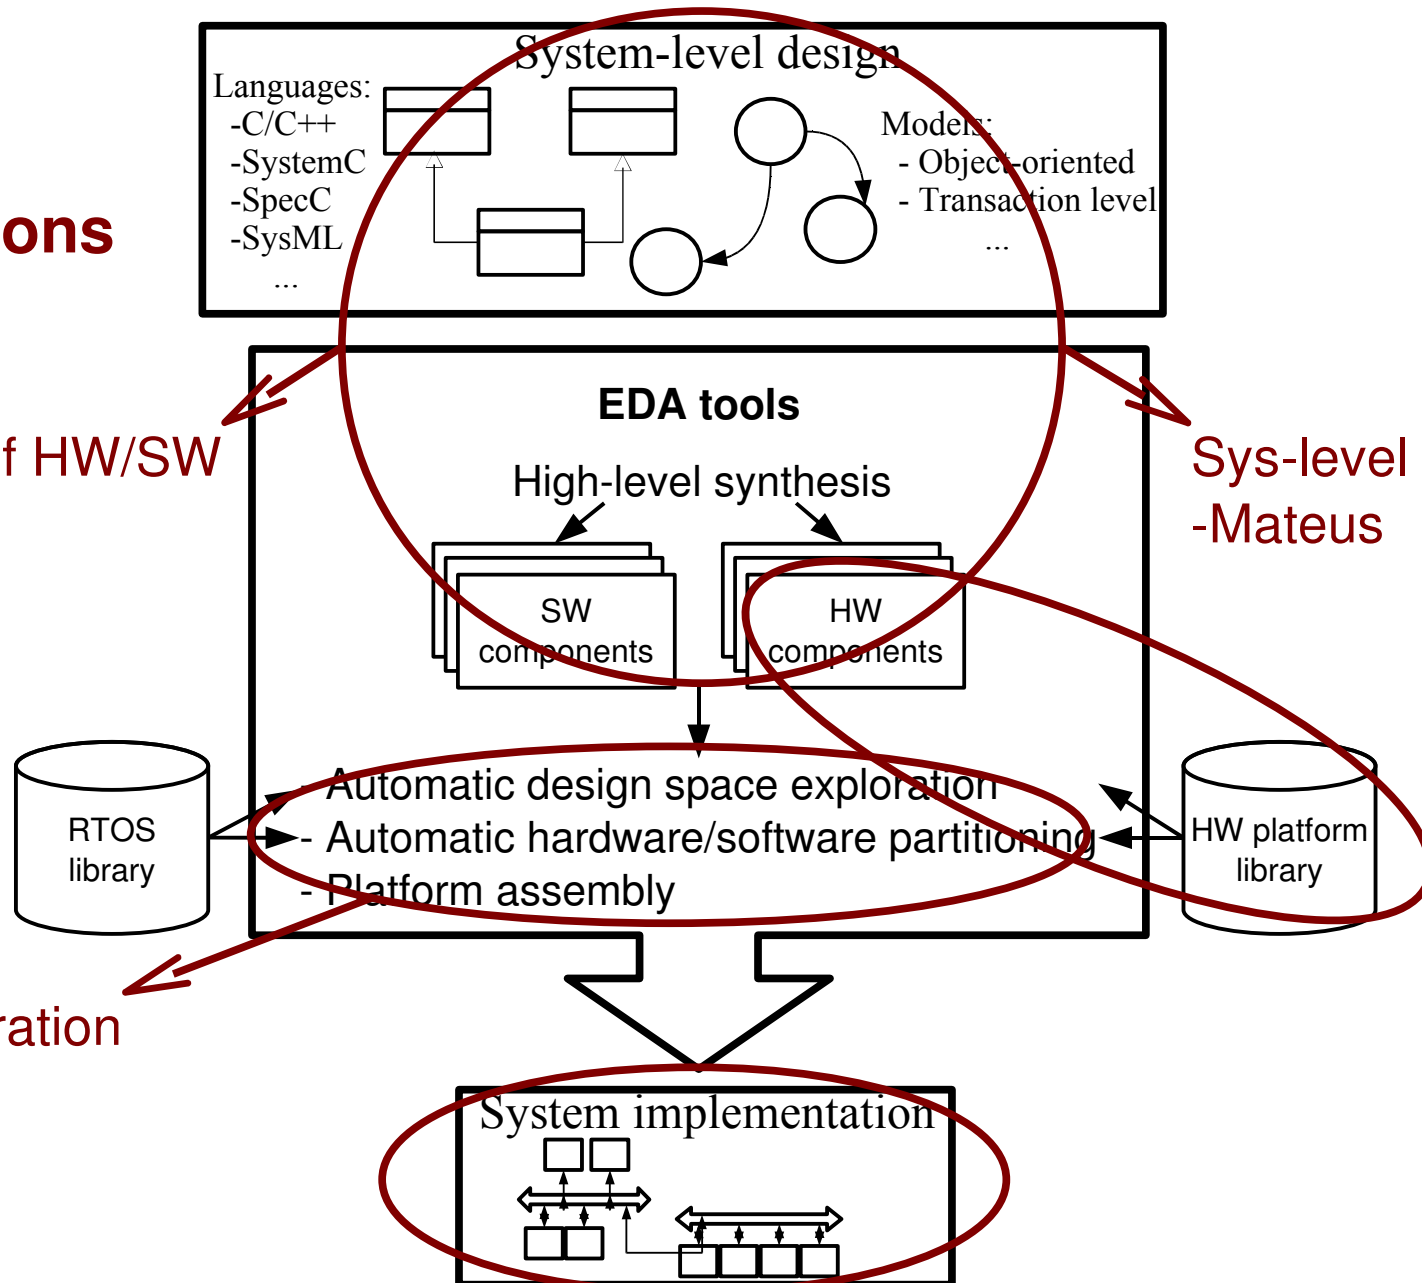 System-level design
Languages:
-C/C++
-SystemC
-SpecC
-SysML
...
Models:
- Object-oriented
- Transaction level
...
ons
EDA tools
f HW/SW
High-level synthesis
Sys-level
-Mateus
SW
components
HW
components
- Automatic design space exploration
- Automatic hardware/software partitioning
- Platform assembly
RTOS
library
HW platform
library
ration
System implementation